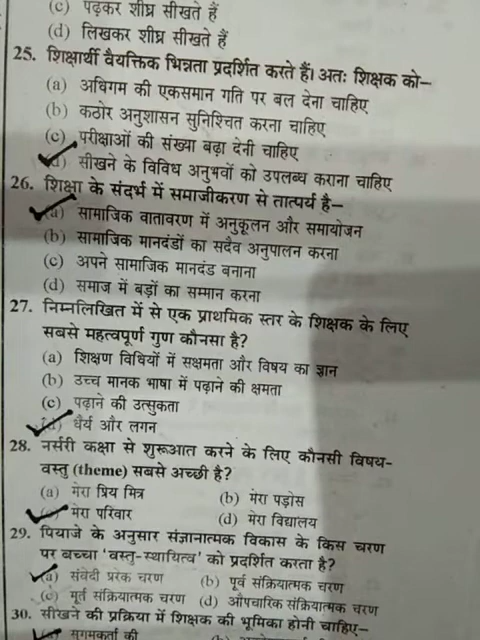 (c) पढ़कर शीघ्र सीखते हैं
(d) लिखकर शीघ्र सीखते हैं
25. शिक्षार्थी वैयक्तिक भिन्नता प्रदर्शित करते हैं। अतः शिक्षक को—
(a) अधिगम की एकसमान गति पर बल देना चाहिए
(b) कठोर अनुशासन सुनिश्चित करना चाहिए
(c) परीक्षाओं की संख्या बढ़ा देनी चाहिए
(d) सीखने के विविध अनुभवों को उपलब्ध कराना चाहिए
26. शिक्षा के संदर्भ में समाजीकरण से तात्पर्य है—
(a) सामाजिक वातावरण में अनुकूलन और समायोजन
(b) सामाजिक मानदंडों का सदैव अनुपालन करना
(c) अपने सामाजिक मानदंड बनाना
(d) समाज में बड़ों का सम्मान करना
27. निम्नलिखित में से एक प्राथमिक स्तर के शिक्षक के लिए
सबसे महत्वपूर्ण गुण कौनसा है?
(a) शिक्षण विधियों में सक्षमता और विषय का ज्ञान
(b) उच्च मानक भाषा में पढ़ाने की क्षमता
(c) पढ़ाने की उत्सुकता
(d) धैर्य और लगन
28. नर्सरी कक्षा से शुरूआत करने के लिए कौनसी विषय-
वस्तु (theme) सबसे अच्छी है?
(a) मेरा प्रिय मित्र (b) मेरा पड़ोस
(c) मेरा परिवार (d) मेरा विद्यालय
29. पियाजे के अनुसार संज्ञानात्मक विकास के किस चरण
पर बच्चा 'वस्तु-स्थायित्व' को प्रदर्शित करता है?
(a) संवेदी प्रेरक चरण (b) पूर्व संक्रियात्मक चरण
(c) मूर्त संक्रियात्मक चरण (d) औपचारिक संक्रियात्मक चरण
30. सीखने की प्रक्रिया में शिक्षक की भूमिका होनी चाहिए—
सुगमकर्ता की